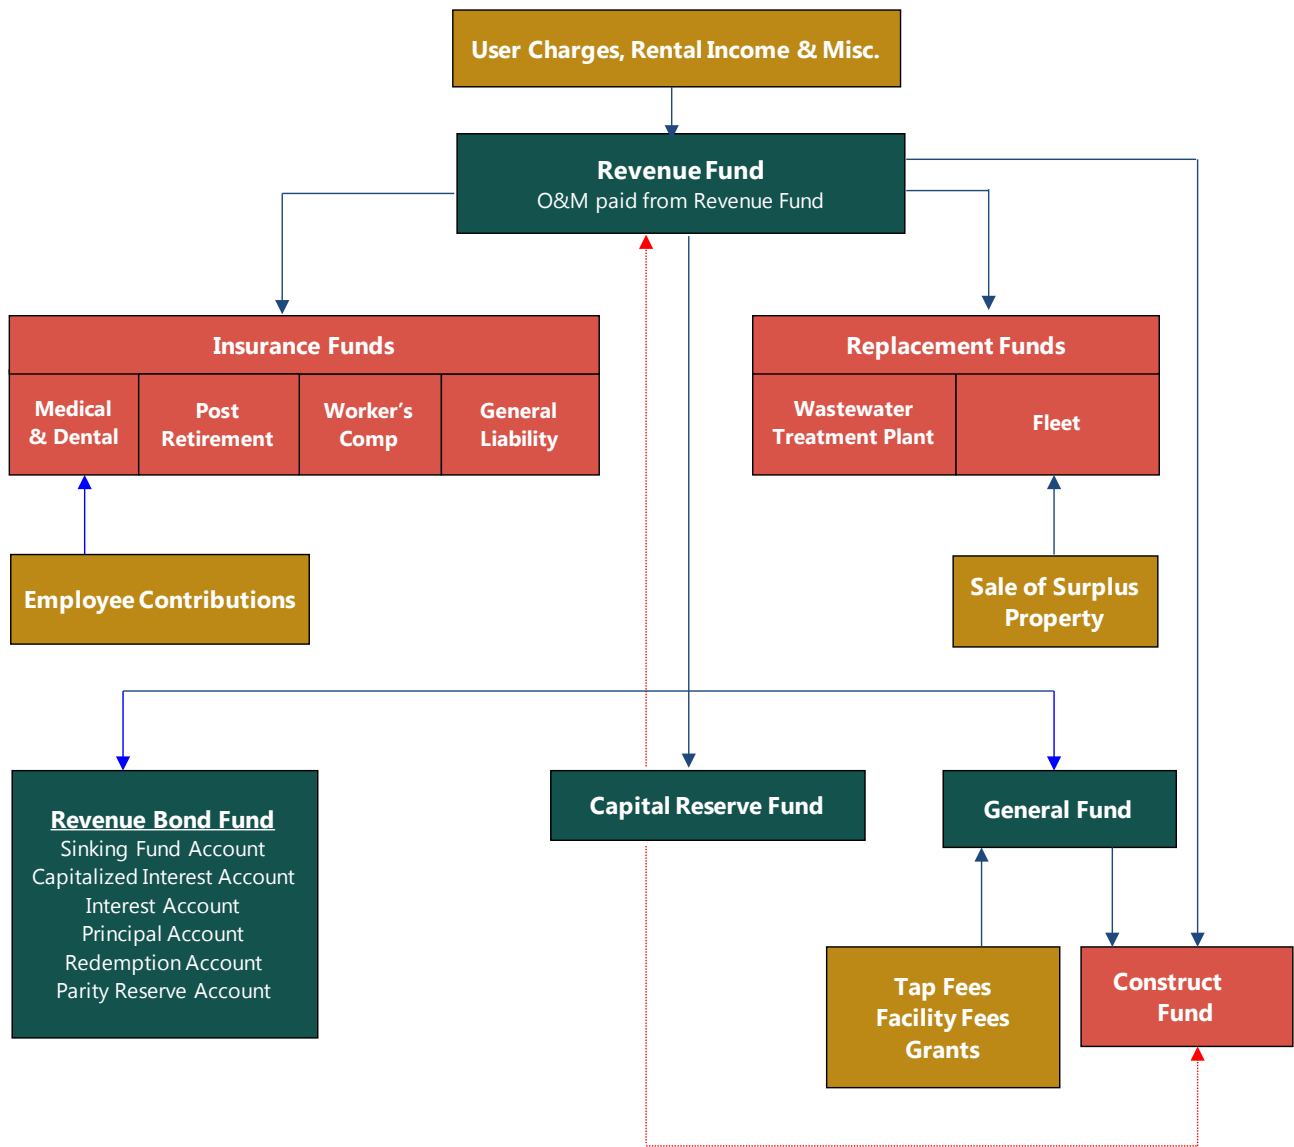 User Charges, Rental Income & Misc.
Revenue Fund
O&M paid from Revenue Fund
Insurance Funds
Medical
& Dental
Post
Retirement
Worker’s
Comp
General
Liability
Replacement Funds
Wastewater
Treatment Plant
Fleet
Employee Contributions
Sale of Surplus
Property
Revenue Bond Fund
Sinking Fund Account
Capitalized Interest Account
Interest Account
Principal Account
Redemption Account
Parity Reserve Account
Capital Reserve Fund
General Fund
Tap Fees
Facility Fees
Grants
Construct
Fund